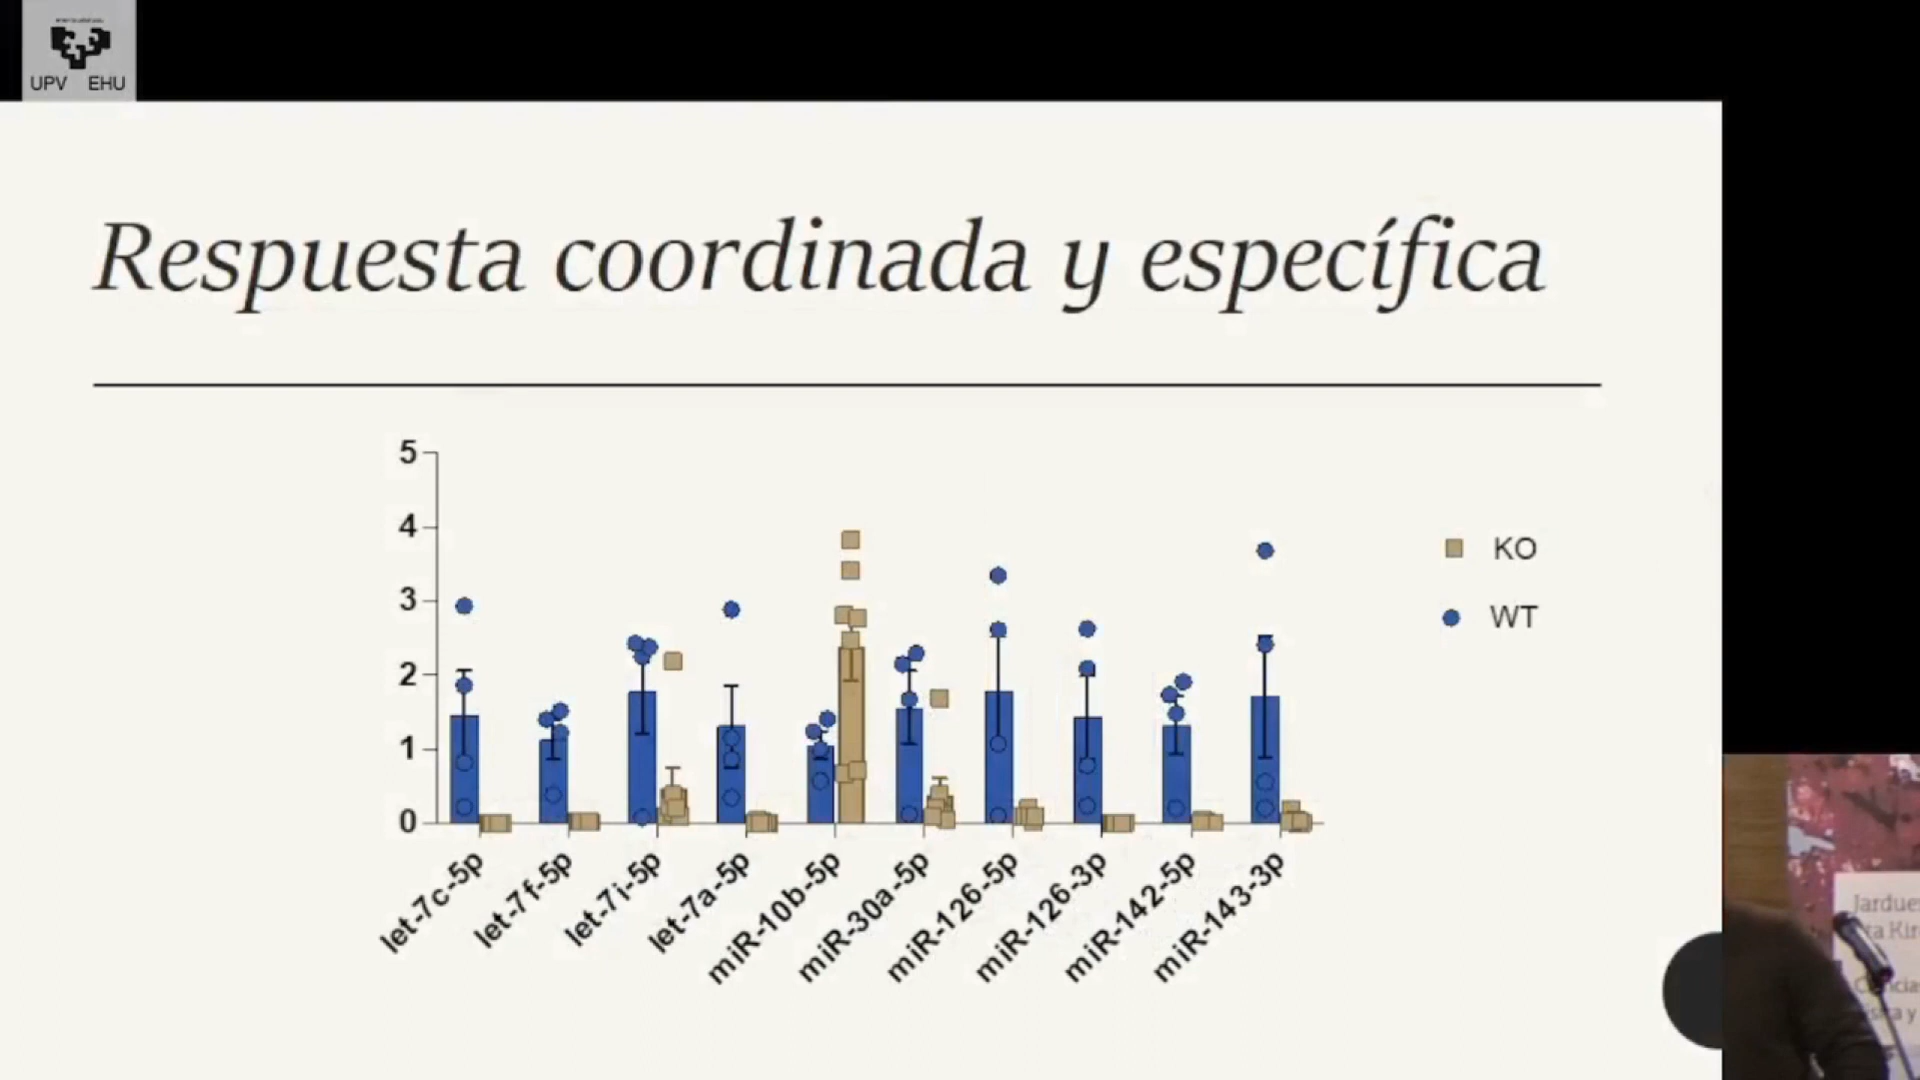 UPV EHU
Respuesta coordinada y específica
5
4
3
2
1
0
KO
WT
let-7c-5p
let-7f-5p
let-7i-5p
let-7a-5p
miR-10b-5p
miR-30a-5p
miR-126-5p
miR-126-3p
miR-142-5p
miR-143-3p